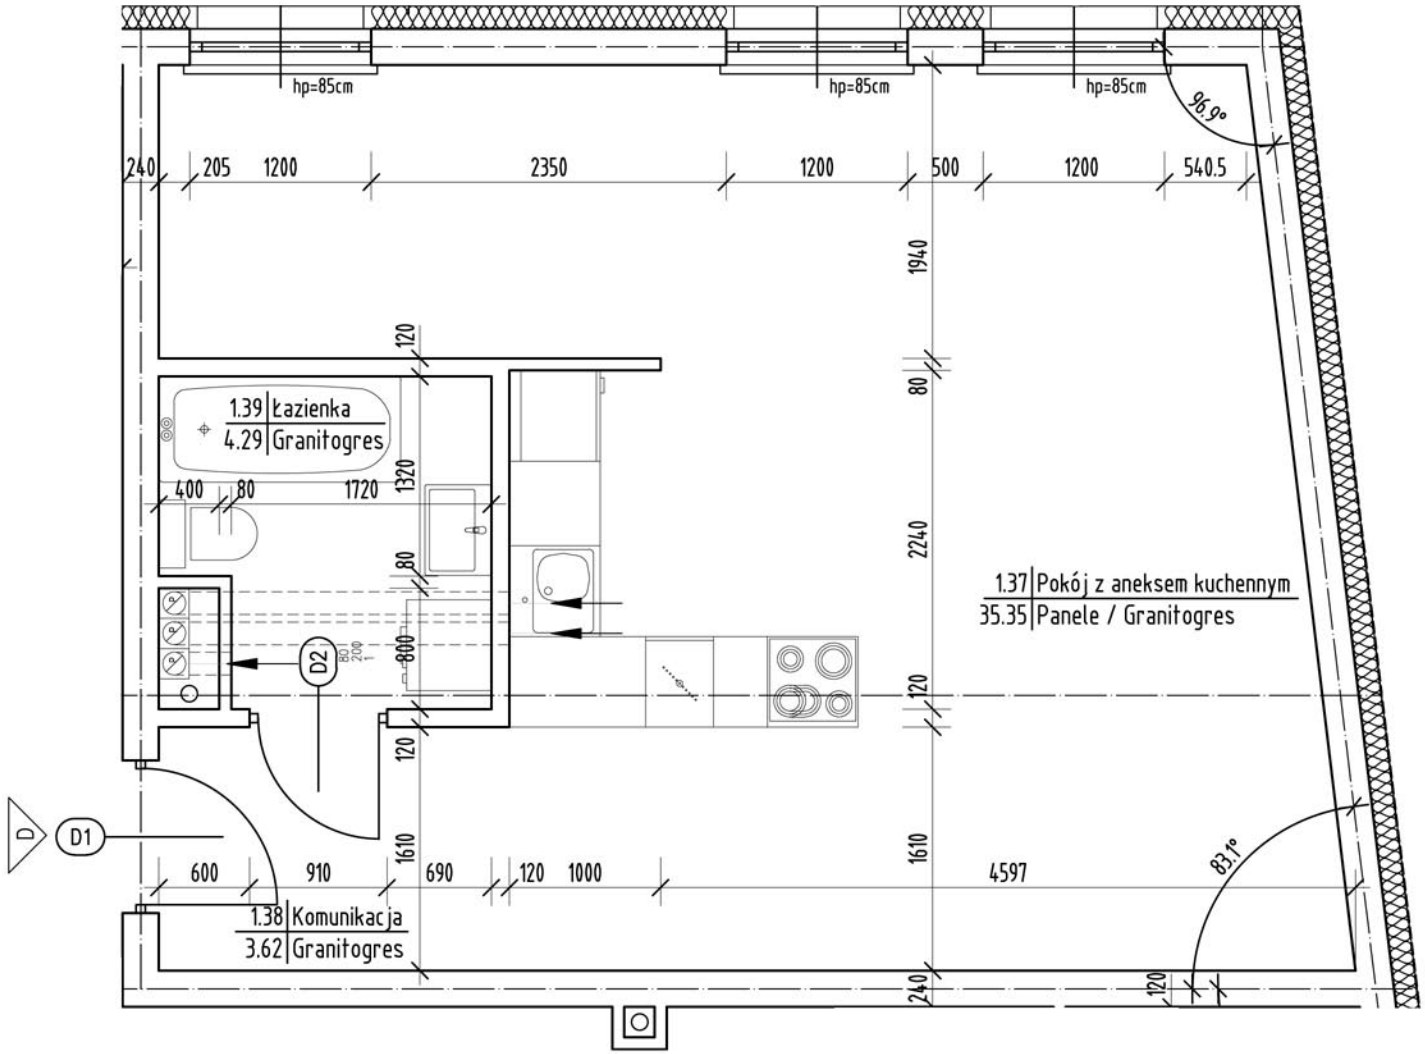 hp=85cm
hp=85cm
hp=85cm
96.9°
240
205
1200
2350
1200
500
1200
540.5
1940
120
80
1.39 Łazienka
4.29 Granitogres
400
80
1720
1320
2240
80
1.37 Pokój z aneksem kuchennym
35.35 Panele / Granitogres
P
P
P
D2
80
200
1
800
120
120
D
D1
1610
1610
83.1°
600
910
690
120
1000
4597
1.38 Komunikacja
3.62 Granitogres
240
120